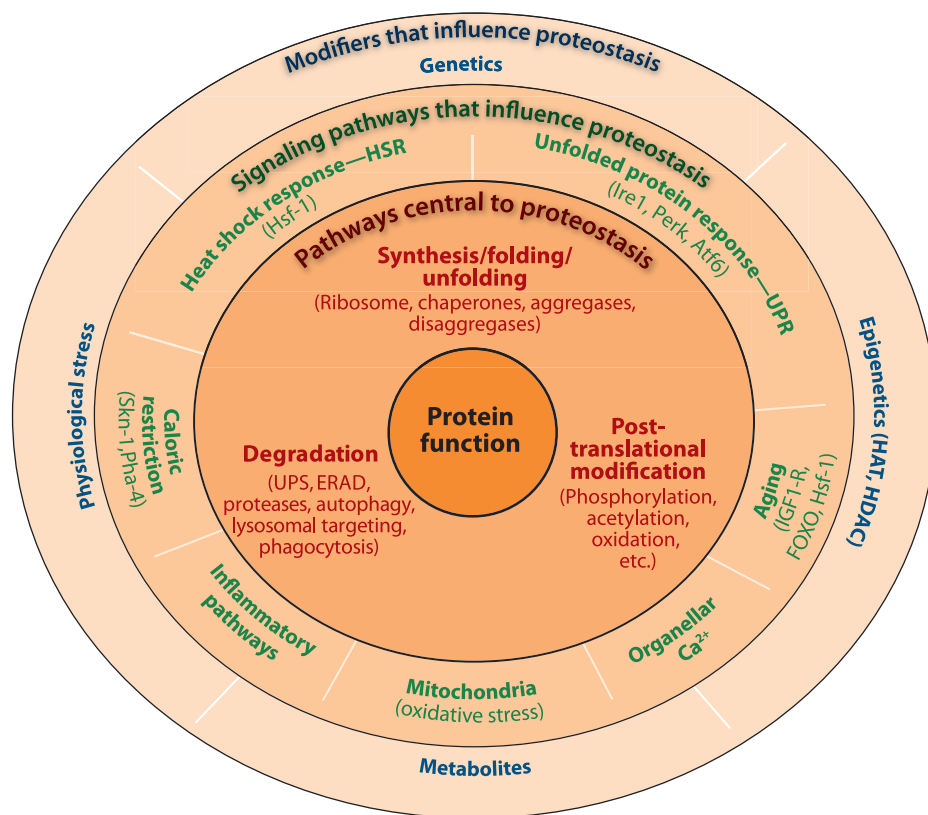 Modifiers that influence proteostasis
Genetics
Signaling pathways that influence proteostasis
Heat shock response—HSR
(Hsf-1)
Unfolded protein response—UPR
(Ire1, Perk, Atf6)
Pathways central to proteostasis
Synthesis/folding/
unfolding
(Ribosome, chaperones, aggregases,
disaggregases)
Physiological stress
Epigenetics (HAT, HDAC)
Caloric
restriction
(Skn-1,Pha-4)
Protein
function
Degradation
(UPS, ERAD,
proteases, autophagy,
lysosomal targeting,
phagocytosis)
Post-
translational
modification
(Phosphorylation,
acetylation,
oxidation,
etc.)
Aging
(IGF1-R,
FOXO, Hsf-1)
Inflammatory
pathways
Organellar
Ca²⁺
Mitochondria
(oxidative stress)
Metabolites